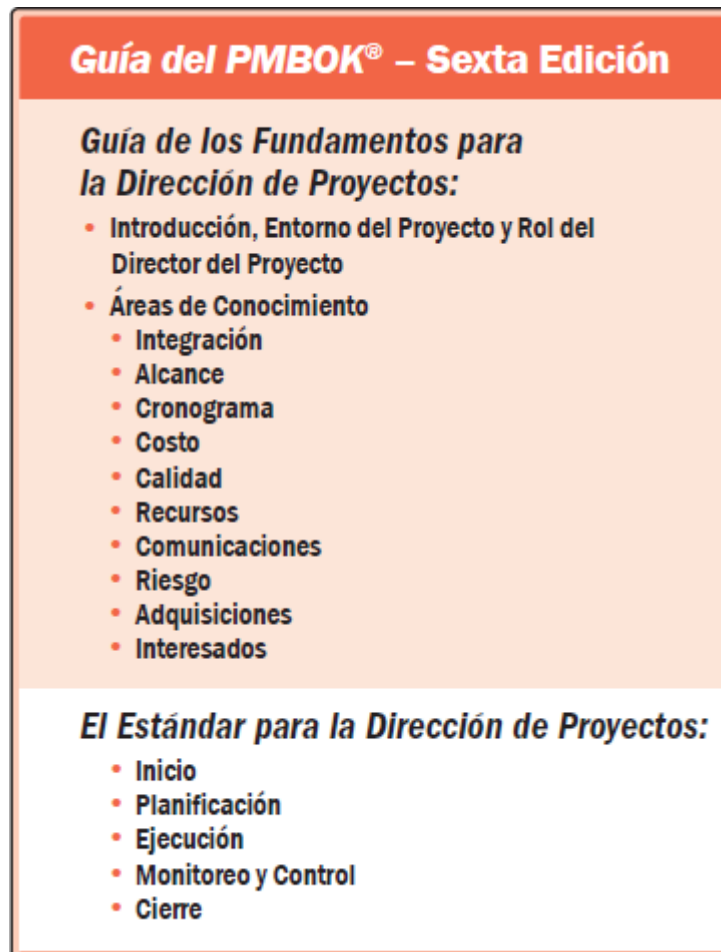 Guía del PMBOK® – Sexta Edición
Guía de los Fundamentos para
la Dirección de Proyectos:
• Introducción, Entorno del Proyecto y Rol del
Director del Proyecto
• Áreas de Conocimiento
• Integración
• Alcance
• Cronograma
• Costo
• Calidad
• Recursos
• Comunicaciones
• Riesgo
• Adquisiciones
• Interesados
El Estándar para la Dirección de Proyectos:
• Inicio
• Planificación
• Ejecución
• Monitoreo y Control
• Cierre